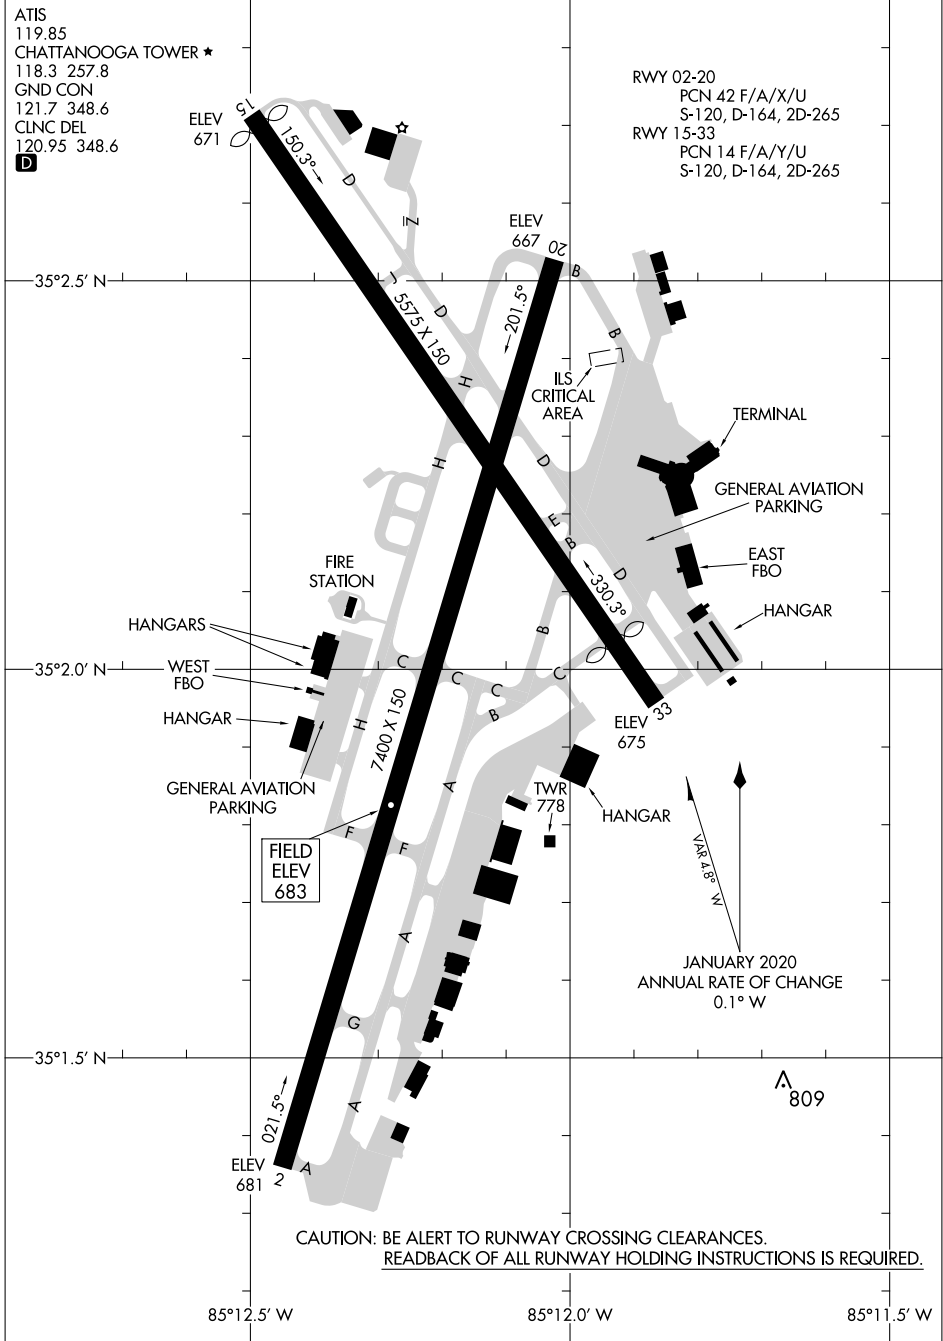 ATIS
119.85
CHATTANOOGA TOWER ★
118.3 257.8
GND CON
121.7 348.6
CLNC DEL
120.95 348.6
D
RWY 02-20
PCN 42 F/A/X/U
S-120, D-164, 2D-265
RWY 15-33
PCN 14 F/A/Y/U
S-120, D-164, 2D-265
15
ELEV
671
150.3°
D
Z
ELEV
667
20
B
35°2.5' N
J
5575 X 150
D
201.5°
B
H
ILS
CRITICAL
AREA
TERMINAL
H
D
GENERAL AVIATION
PARKING
E
B
EAST
FBO
FIRE
STATION
D
330.3°
HANGAR
HANGARS
B
35°2.0' N
C
C
C
C
WEST
FBO
B
HANGAR
H
7400 X 150
33
ELEV
675
GENERAL AVIATION
PARKING
A
TWR
778
HANGAR
F
F
FIELD
ELEV
683
VAR 4.8° W
A
JANUARY 2020
ANNUAL RATE OF CHANGE
0.1° W
G
35°1.5' N
809
A
021.5°
ELEV
681
2
A
CAUTION: BE ALERT TO RUNWAY CROSSING CLEARANCES.
READBACK OF ALL RUNWAY HOLDING INSTRUCTIONS IS REQUIRED.
85°12.5' W
85°12.0' W
85°11.5' W